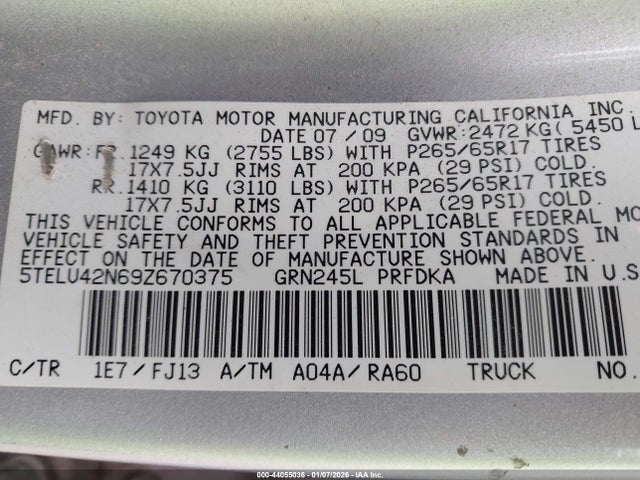 MFD. BY: TOYOTA MOTOR MANUFACTURING CALIFORNIA INC.
DATE 07 / 09 GVWR: 2472 KG ( 5450 L
GAWR: FR. 1249 KG (2755 LBS) WITH P265/65R17 TIRES
17X7.5JJ RIMS AT 200 KPA (29 PSI) COLD.
RR. 1410 KG (3110 LBS) WITH P265/65R17 TIRES
17X7.5JJ RIMS AT 200 KPA (29 PSI) COLD.
THIS VEHICLE CONFORMS TO ALL APPLICABLE FEDERAL MO
VEHICLE SAFETY AND THEFT PREVENTION STANDARDS IN
EFFECT ON THE DATE OF MANUFACTURE SHOWN ABOVE.
5TELU42N69Z670375 GRN245L PRFDKA MADE IN U.S
C/TR 1E7 / FJ13 A/TM A04A / RA60 TRUCK NO.
000-44055036 - 01/07/2026 - IAA Inc.